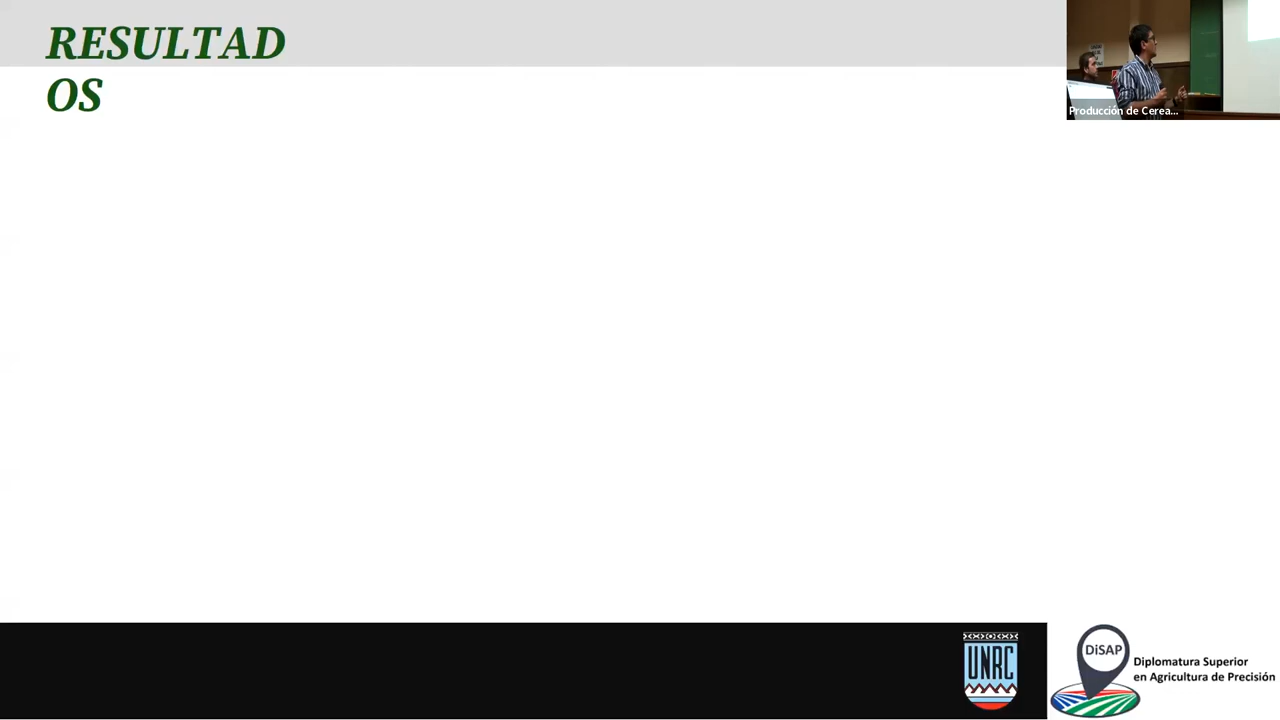 RESULTAD
OS
Producción de Cerea...
UNRC
DiSAP
Diplomatura Superior
en Agricultura de Precisión